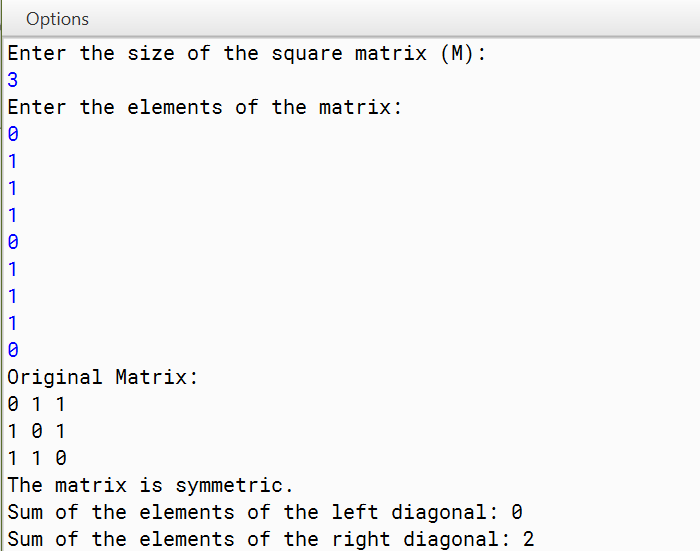 Options
Enter the size of the square matrix (M):
3
Enter the elements of the matrix:
0
1
1
1
0
1
1
1
0
Original Matrix:
0 1 1
1 0 1
1 1 0
The matrix is symmetric.
Sum of the elements of the left diagonal: 0
Sum of the elements of the right diagonal: 2